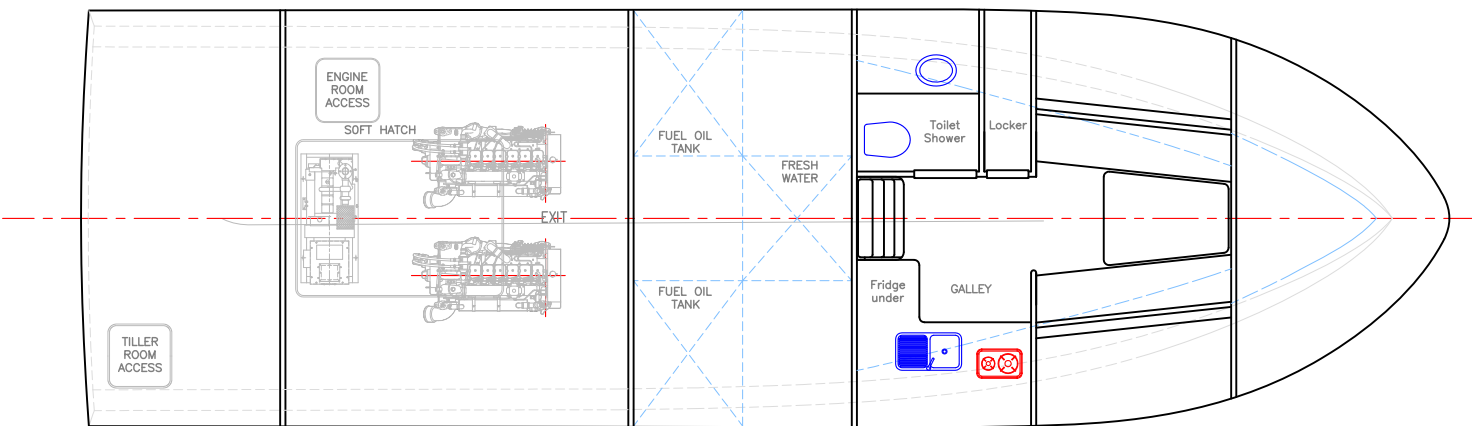 ENGINE
ROOM
ACCESS
SOFT HATCH
EXIT
TILLER
ROOM
ACCESS
FUEL OIL
TANK
FRESH
WATER
FUEL OIL
TANK
Toilet
Shower
Locker
Fridge
under
GALLEY